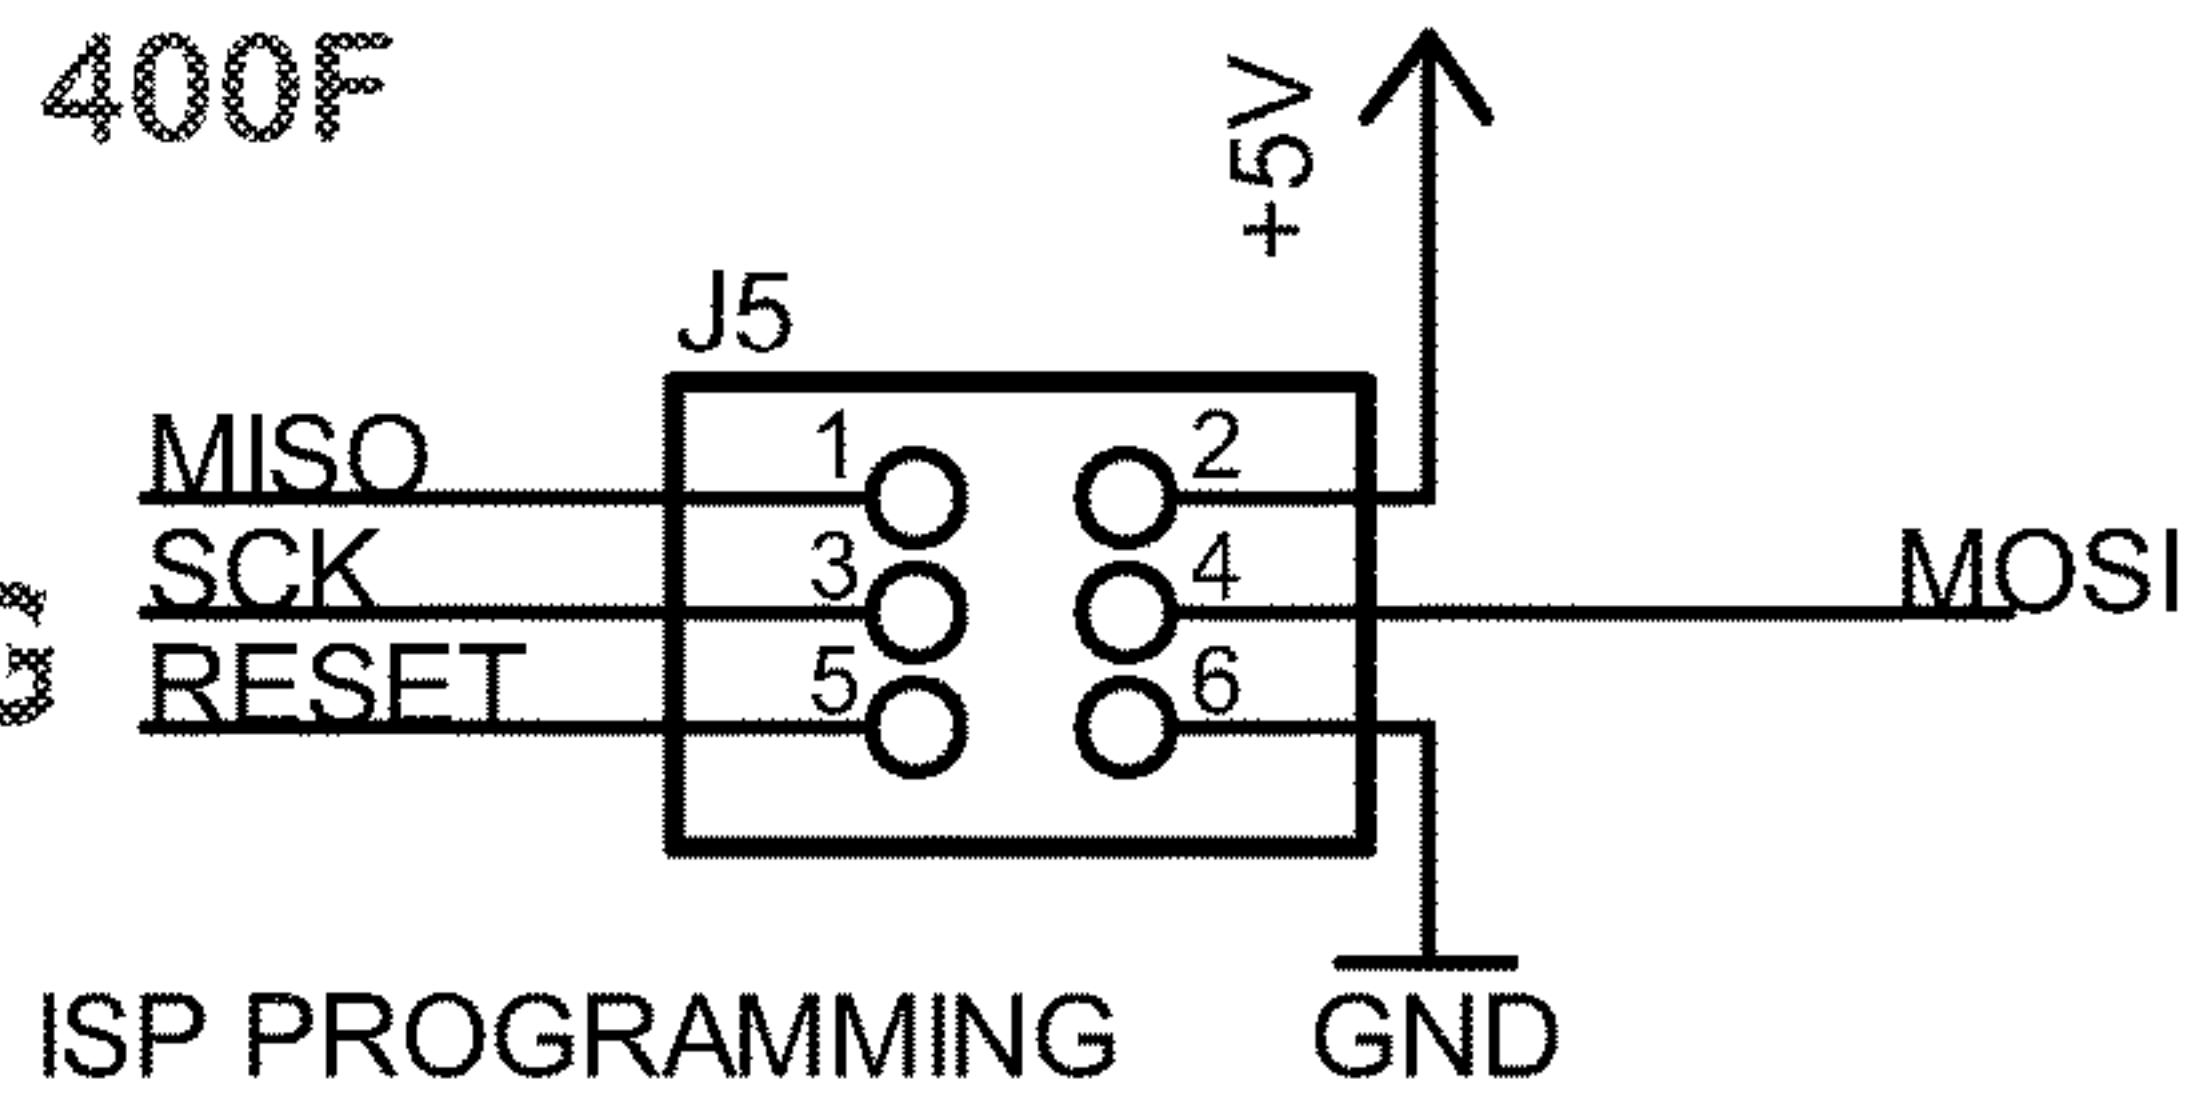 400F
+5V
J5
MISO 1 2
SCK 3 4 MOSI
RESET 5 6
ISP PROGRAMMING GND